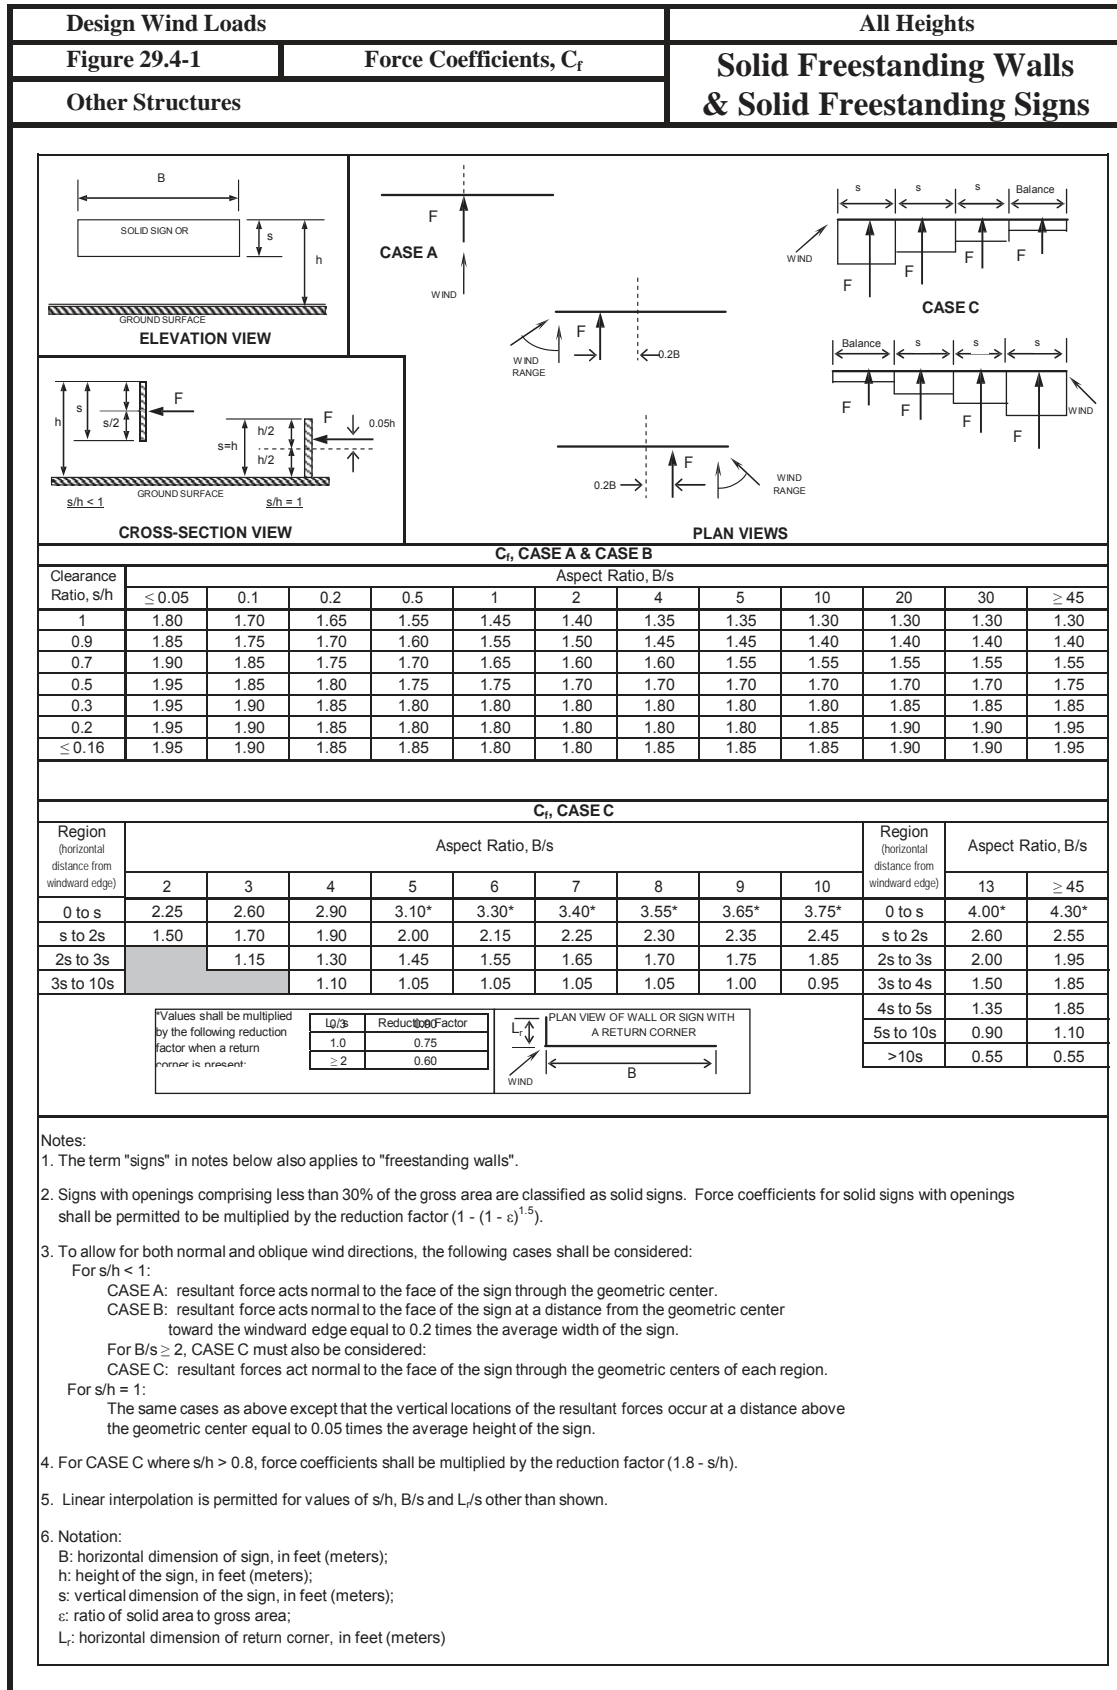 Design Wind Loads
All Heights
Figure 29.4-1
Force Coefficients, Cf
Solid Freestanding Walls
& Solid Freestanding Signs
Other Structures
B
SOLID SIGN OR
s
h
GROUND SURFACE
ELEVATION VIEW
F
CASE A
WIND
F
WIND
RANGE
0.2B
F
0.2B
WIND
RANGE
s s s Balance
WIND
F F F F
CASE C
Balance s s s
F F F F
WIND
h s s/2 F
s=h h/2 h/2 F 0.05h
GROUND SURFACE
s/h < 1 s/h = 1
CROSS-SECTION VIEW
PLAN VIEWS
Cf, CASE A & CASE B
Clearance Ratio, s/h
Aspect Ratio, B/s
≤ 0.05 0.1 0.2 0.5 1 2 4 5 10 20 30 ≥ 45
1 1.80 1.70 1.65 1.55 1.45 1.40 1.35 1.35 1.30 1.30 1.30 1.30
0.9 1.85 1.75 1.70 1.60 1.55 1.50 1.45 1.45 1.40 1.40 1.40 1.40
0.7 1.90 1.85 1.75 1.70 1.65 1.60 1.60 1.55 1.55 1.55 1.55 1.55
0.5 1.95 1.85 1.80 1.75 1.75 1.70 1.70 1.70 1.70 1.70 1.70 1.75
0.3 1.95 1.90 1.85 1.80 1.80 1.80 1.80 1.80 1.80 1.85 1.85 1.85
0.2 1.95 1.90 1.85 1.80 1.80 1.80 1.80 1.80 1.85 1.90 1.90 1.95
≤ 0.16 1.95 1.90 1.85 1.85 1.80 1.80 1.85 1.85 1.85 1.90 1.90 1.95
Cf, CASE C
Region
(horizontal
distance from
windward edge)
Aspect Ratio, B/s
2 3 4 5 6 7 8 9 10
Region
(horizontal
distance from
windward edge)
Aspect Ratio, B/s
13 ≥ 45
0 to s 2.25 2.60 2.90 3.10* 3.30* 3.40* 3.55* 3.65* 3.75* 0 to s 4.00* 4.30*
s to 2s 1.50 1.70 1.90 2.00 2.15 2.25 2.30 2.35 2.45 s to 2s 2.60 2.55
2s to 3s 1.15 1.30 1.45 1.55 1.65 1.70 1.75 1.85 2s to 3s 2.00 1.95
3s to 10s 1.10 1.05 1.05 1.05 1.05 1.00 0.95 3s to 4s 1.50 1.85
4s to 5s 1.35 1.85
5s to 10s 0.90 1.10
>10s 0.55 0.55
*Values shall be multiplied
by the following reduction
factor when a return
corner is present:
Reduction Factor
0.3 0.90
1.0 0.75
≥ 2 0.60
PLAN VIEW OF WALL OR SIGN WITH
A RETURN CORNER
Lr
B
WIND
Notes:
1. The term "signs" in notes below also applies to "freestanding walls".
2. Signs with openings comprising less than 30% of the gross area are classified as solid signs. Force coefficients for solid signs with openings
shall be permitted to be multiplied by the reduction factor (1 - (1 - ε)^1.5).
3. To allow for both normal and oblique wind directions, the following cases shall be considered:
For s/h < 1:
CASE A: resultant force acts normal to the face of the sign through the geometric center.
CASE B: resultant force acts normal to the face of the sign at a distance from the geometric center
toward the windward edge equal to 0.2 times the average width of the sign.
For B/s ≥ 2, CASE C must also be considered:
CASE C: resultant forces act normal to the face of the sign through the geometric centers of each region.
For s/h = 1:
The same cases as above except that the vertical locations of the resultant forces occur at a distance above
the geometric center equal to 0.05 times the average height of the sign.
4. For CASE C where s/h > 0.8, force coefficients shall be multiplied by the reduction factor (1.8 - s/h).
5. Linear interpolation is permitted for values of s/h, B/s and Lr/s other than shown.
6. Notation:
B: horizontal dimension of sign, in feet (meters);
h: height of the sign, in feet (meters);
s: vertical dimension of the sign, in feet (meters);
ε: ratio of solid area to gross area;
Lr: horizontal dimension of return corner, in feet (meters)